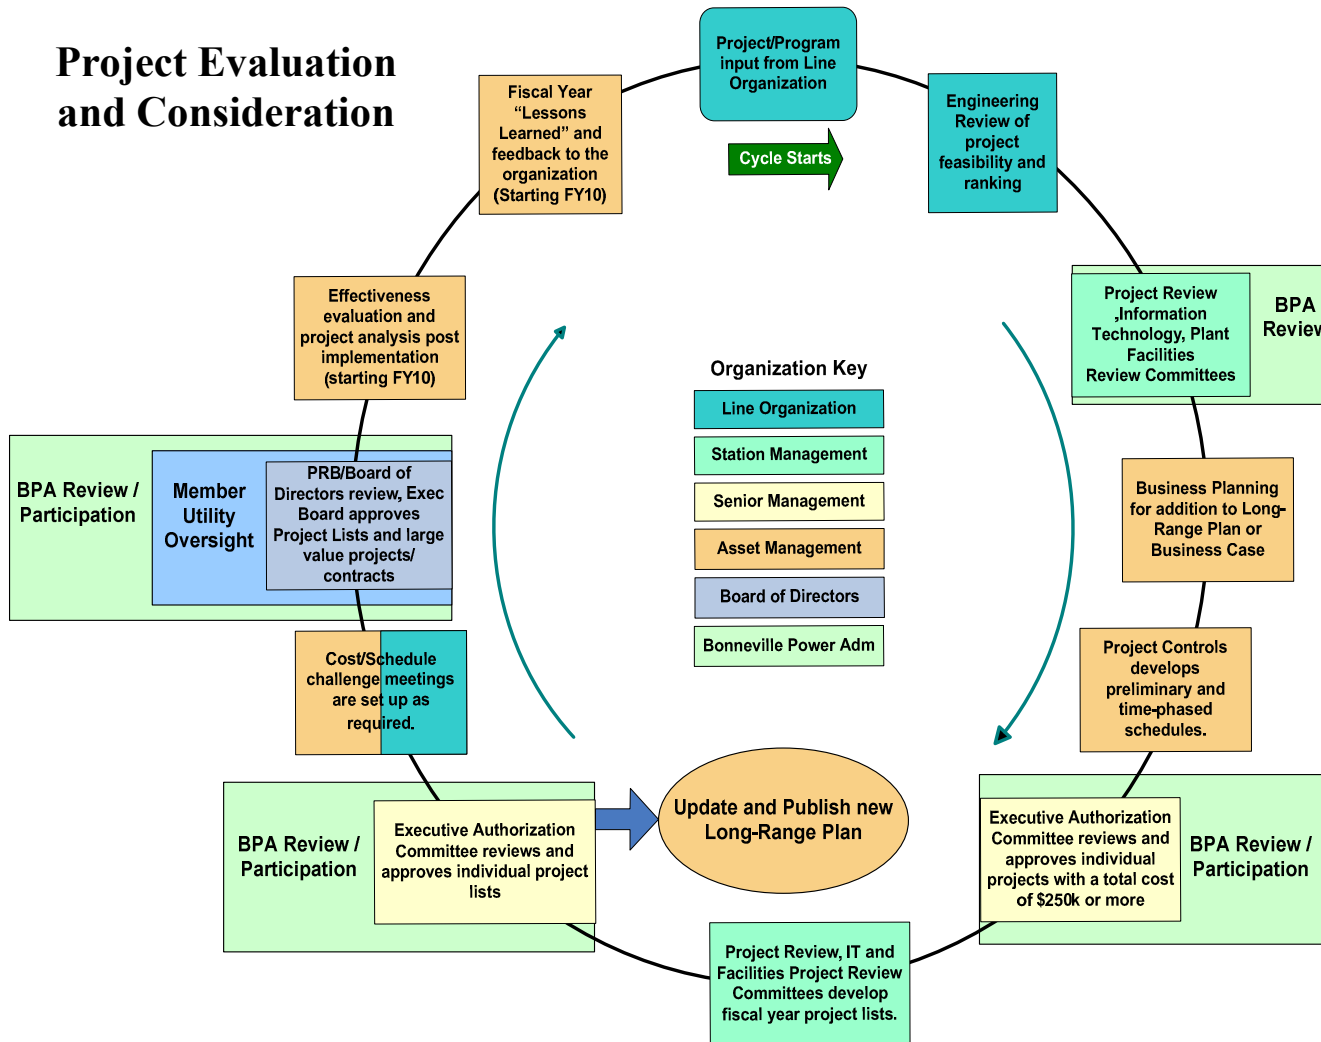 Project Evaluation
and Consideration
Project/Program
input from Line
Organization
Cycle Starts
Engineering
Review of
project
feasibility and
ranking
Project Review
,Information
Technology, Plant
Facilities
Review Committees
BPA
Review
Business Planning
for addition to Long-
Range Plan or
Business Case
Project Controls
develops
preliminary and
time-phased
schedules.
Executive Authorization
Committee reviews and
approves individual
projects with a total cost
of $250k or more
BPA Review /
Participation
Project Review, IT and
Facilities Project Review
Committees develop
fiscal year project lists.
Executive Authorization
Committee reviews and
approves individual project
lists
BPA Review /
Participation
Update and Publish new
Long-Range Plan
Cost/Schedule
challenge meetings
are set up as
required.
PRB/Board of
Directors review, Exec
Board approves
Project Lists and large
value projects/
contracts
Member
Utility
Oversight
BPA Review /
Participation
Effectiveness
evaluation and
project analysis post
implementation
(starting FY10)
Fiscal Year
“Lessons
Learned” and
feedback to the
organization
(Starting FY10)
Organization Key
Line Organization
Station Management
Senior Management
Asset Management
Board of Directors
Bonneville Power Adm